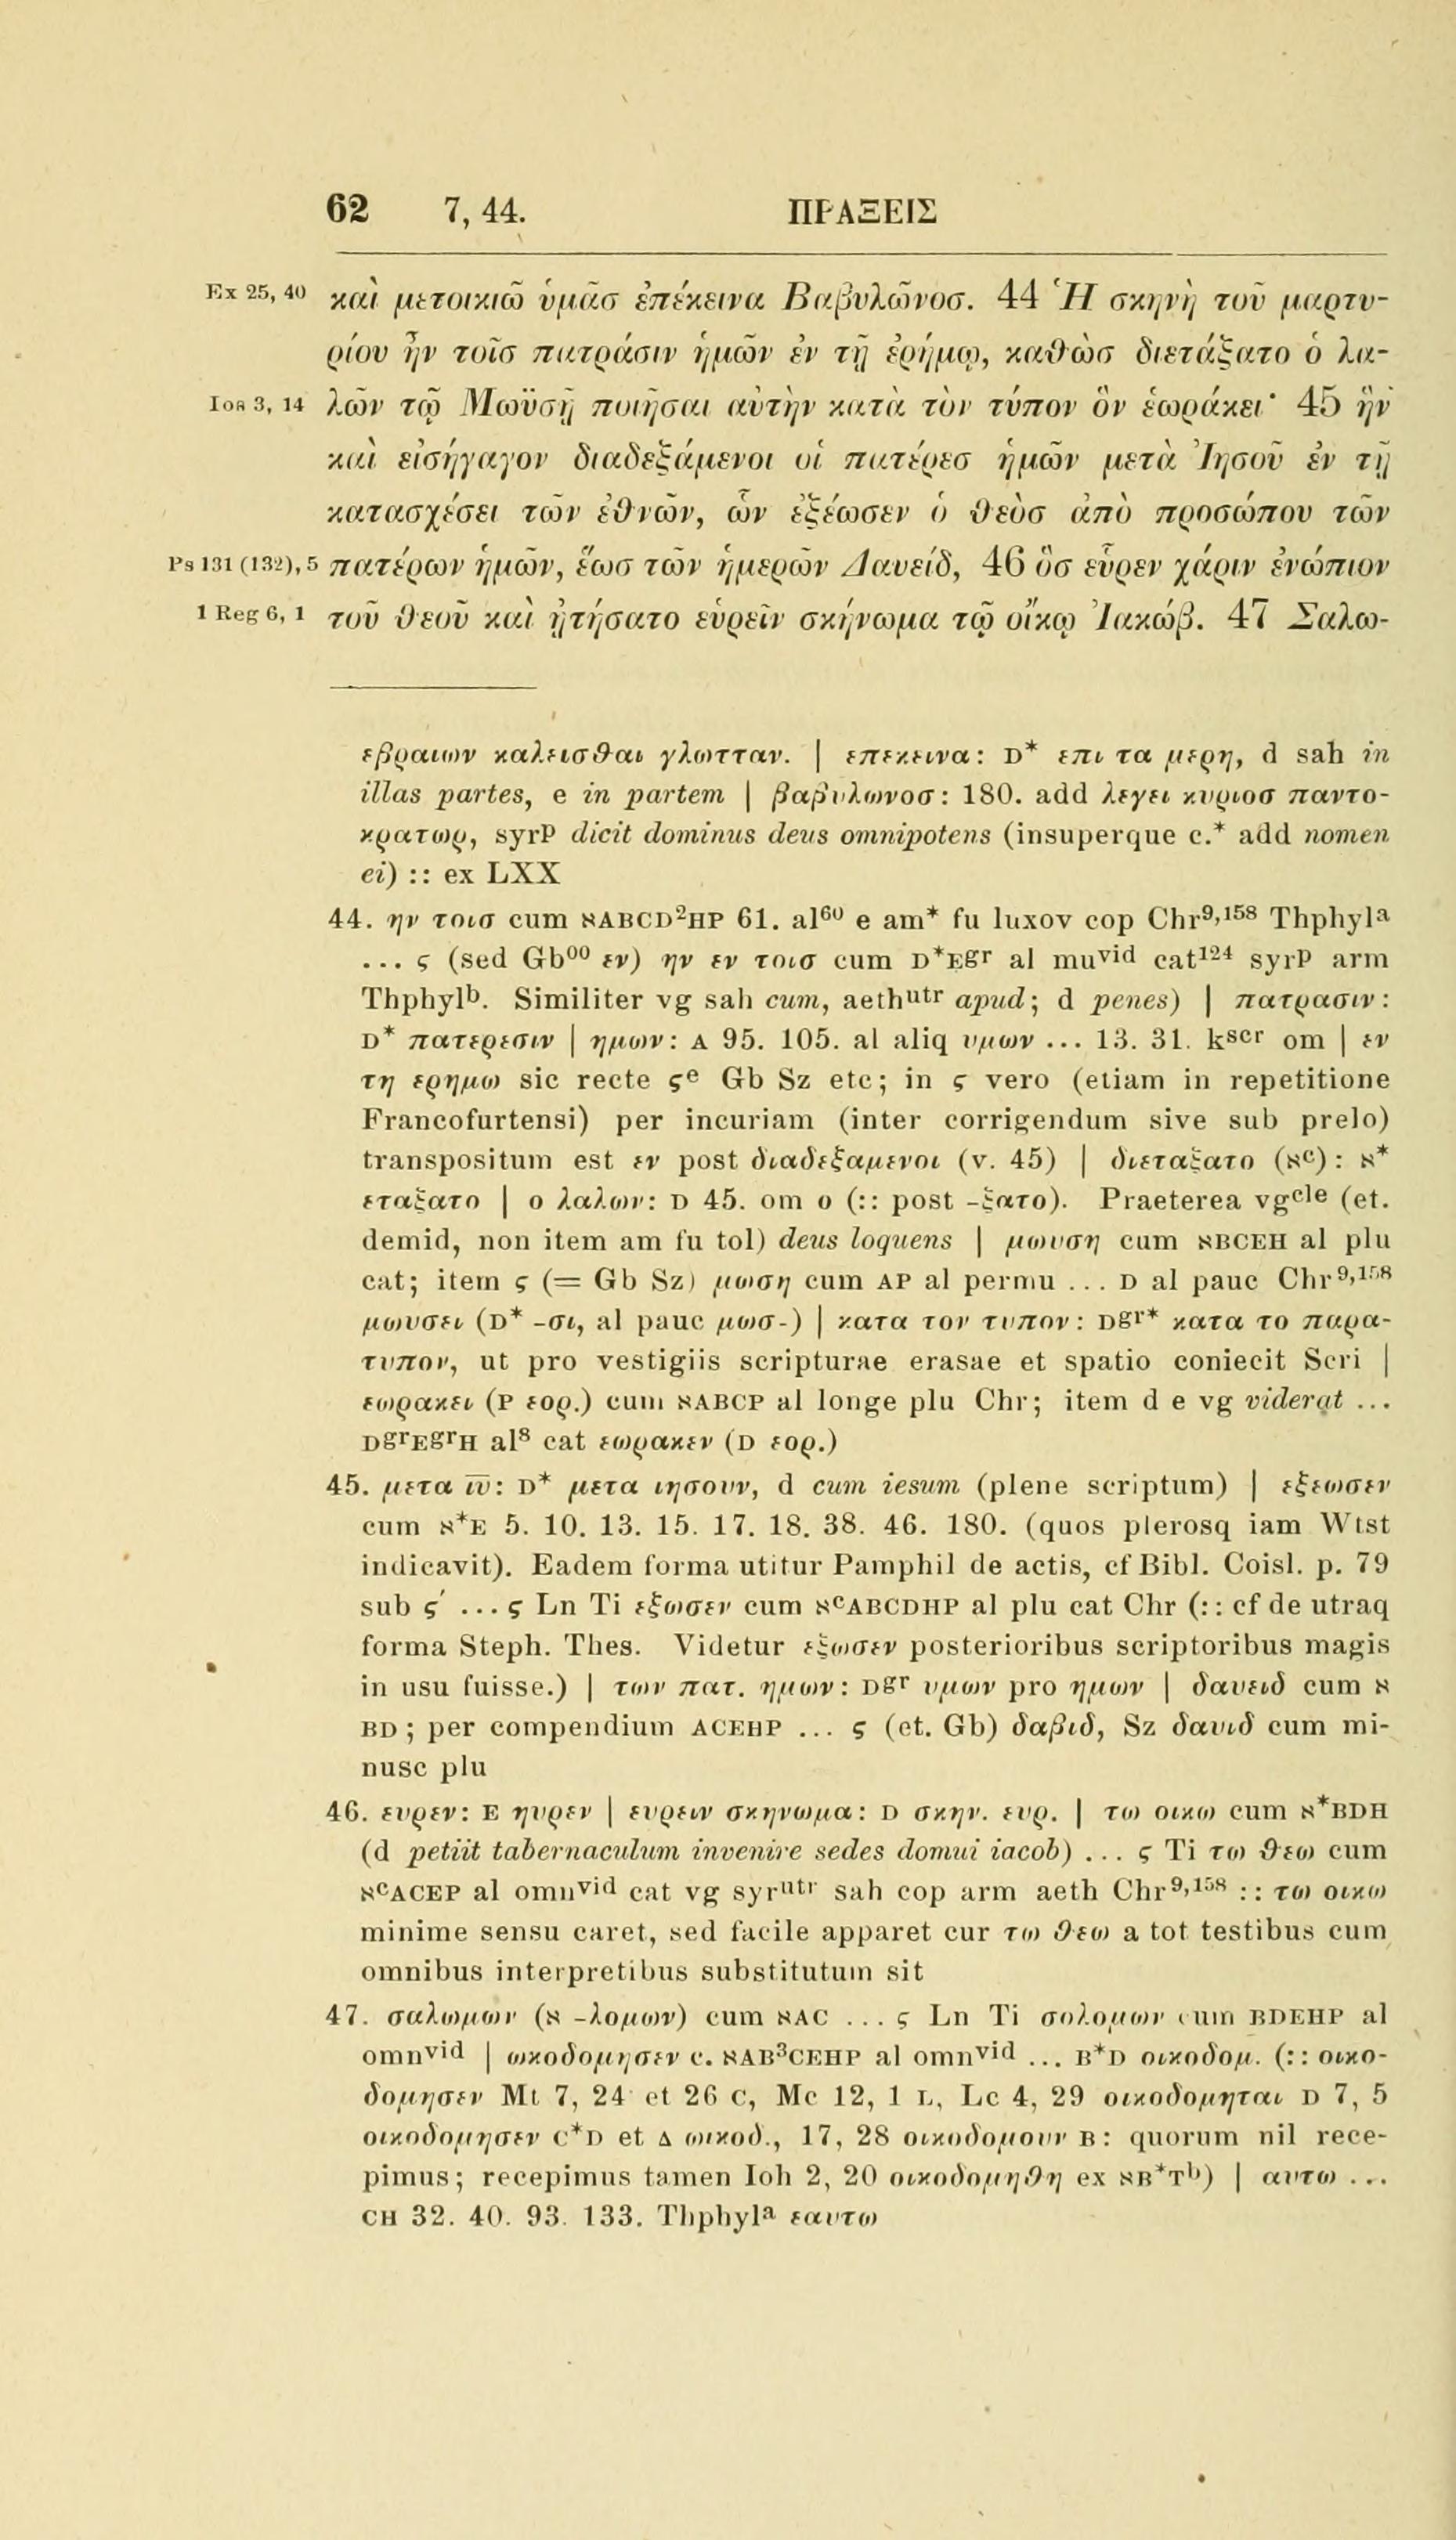 62 7, 44. ΠΡΑΞΕΙΣ
Ex 25, 40 καὶ μετοικιῶ ὑμᾶσ ἐπέκεινα Βαβυλῶνοσ. 44 Ἡ σκηνὴ τοῦ μαρτυ-
ρίου ἦν τοῖσ πατράσιν ἡμῶν ἐν τῇ ἐρήμῳ, καθὼσ διετάξατο ὁ λα-
Ios 3, 14 λῶν τῷ Μωϋσῇ ποιῆσαι αὐτὴν κατὰ τὸν τύπον ὃν ἑωράκει· 45 ἣν
καὶ εἰσήγαγον διαδεξάμενοι οἱ πατέρεσ ἡμῶν μετὰ Ἰησοῦ ἐν τῇ
κατασχέσει τῶν ἐθνῶν, ὧν ἐξέωσεν ὁ θεὸσ ἀπὸ προσώπου τῶν
Ps 131 (132), 5 πατέρων ἡμῶν, ἕωσ τῶν ἡμερῶν Δαυείδ, 46 ὃσ εὗρεν χάριν ἐνώπιον
1 Reg 6, 1 τοῦ θεοῦ καὶ ᾐτήσατο εὑρεῖν σκήνωμα τῷ οἴκῳ Ἰακώβ. 47 Σαλω-
εβραιων καλεισθαι γλωτταν. | επεκεινα: D* επι τα μερη, d sah in
illas partes, e in partem | βαβυλωνοσ: 180. add λεγει κυριοσ παντο-
κρατωρ, syrᵖ dicit dominus deus omnipotens (insuperque c.* add nomen
ei) :: ex LXX
44. ην τοισ cum ℵABCD²HP 61. al⁶⁰ e am* fu luxov cop Chr⁹,¹⁵⁸ Thphylᵃ
... ς (sed Gb⁰⁰ εν) ην εν τοισ cum D*Eᵍʳ al muᵛⁱᵈ cat¹²⁴ syrᵖ arm
Thphylᵇ. Similiter vg sah cum, aethᵘᵗʳ apud; d penes) | πατρασιν:
D* πατερεσιν | ημων: A 95. 105. al aliq υμων ... 13. 31. kˢᶜʳ om | εν
τη ερημω sic recte ςᵉ Gb Sz etc; in ς vero (etiam in repetitione
Francofurtensi) per incuriam (inter corrigendum sive sub prelo)
transpositum est εν post διαδεξαμενοι (v. 45) | διεταξατο (ℵᶜ): ℵ*
εταξατο | ο λαλων: D 45. om ο (:: post -ξατο). Praeterea vgᶜˡᵉ (et.
demid, non item am fu tol) deus loquens | μωυση cum ℵBCEH al plu
cat; item ς (= Gb Sz) μωση cum AP al permu ... D al pauc Chr⁹,¹⁵⁸
μωυσει (D* -σι, al pauc μωσ-) | κατα τον τυπον: Dᵍʳ* κατα το παρα-
τυπον, ut pro vestigiis scripturae erasae et spatio coniecit Scri |
εωρακει (P εορ.) cum ℵABCP al longe plu Chr; item d e vg viderat ...
DᵍʳEᵍʳH al⁸ cat εωρακεν (D εορ.)
45. μετα ῑῡ: D* μετα ιησουν, d cum iesum (plene scriptum) | εξεωσεν
cum ℵ*E 5. 10. 13. 15. 17. 18. 38. 46. 180. (quos plerosq iam Wtst
indicavit). Eadem forma utitur Pamphil de actis, cf Bibl. Coisl. p. 79
sub ς′ ... ς Ln Ti εξωσεν cum ℵᶜABCDHP al plu cat Chr (:: cf de utraq
forma Steph. Thes. Videtur εξωσεν posterioribus scriptoribus magis
in usu fuisse.) | των πατ. ημων: Dᵍʳ υμων pro ημων | δαυειδ cum ℵ
BD; per compendium ACEHP ... ς (et. Gb) δαβιδ, Sz δαυιδ cum mi-
nusc plu
46. ευρεν: E ηυρεν | ευρειν σκηνωμα: D σκην. ευρ. | τω οικω cum ℵ*BDH
(d petiit tabernaculum invenire sedes domui iacob) ... ς Ti τω θεω cum
ℵᶜACEP al omnᵛⁱᵈ cat vg syrᵘᵗʳ sah cop arm aeth Chr⁹,¹⁵⁸ :: τω οικω
minime sensu caret, sed facile apparet cur τω θεω a tot testibus cum
omnibus interpretibus substitutum sit
47. σαλωμων (ℵ -λομων) cum ℵAC ... ς Ln Ti σολομων cum BDEHP al
omnᵛⁱᵈ | ωκοδομησεν c. ℵAB³CEHP al omnᵛⁱᵈ ... B*D οικοδομ. (:: οικο-
δομησεν Mt 7, 24 et 26 C, Mc 12, 1 L, Lc 4, 29 οικοδομηται D 7, 5
οικοδομησεν C*D et Δ ωικοδ., 17, 28 οικοδομουν B: quorum nil rece-
pimus; recepimus tamen Ioh 2, 20 οικοδομηθη ex ℵB*Tᵇ) | αυτω ...
CH 32. 40. 93. 133. Thphylᵃ εαυτω